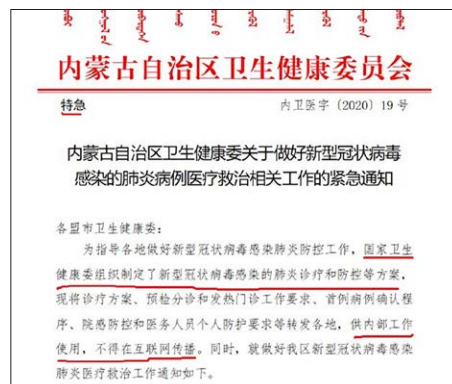 内蒙古自治区卫生健康委员会
特急
内卫医字〔2020〕19 号
内蒙古自治区卫生健康委关于做好新型冠状病毒
感染的肺炎病例医疗救治相关工作的紧急通知
各盟市卫生健康委：
为指导各地做好新型冠状病毒感染肺炎防控工作，国家卫生
健康委组织制定了新型冠状病毒感染的肺炎诊疗和防控等方案，
现将诊疗方案、预检分诊和发热门诊工作要求、首例病例确认程
序、院感防控和医务人员个人防护要求等转发各地，供内部工作
使用，不得在互联网传播。同时，就做好我区新型冠状病毒感染
肺炎医疗救治工作通知如下。